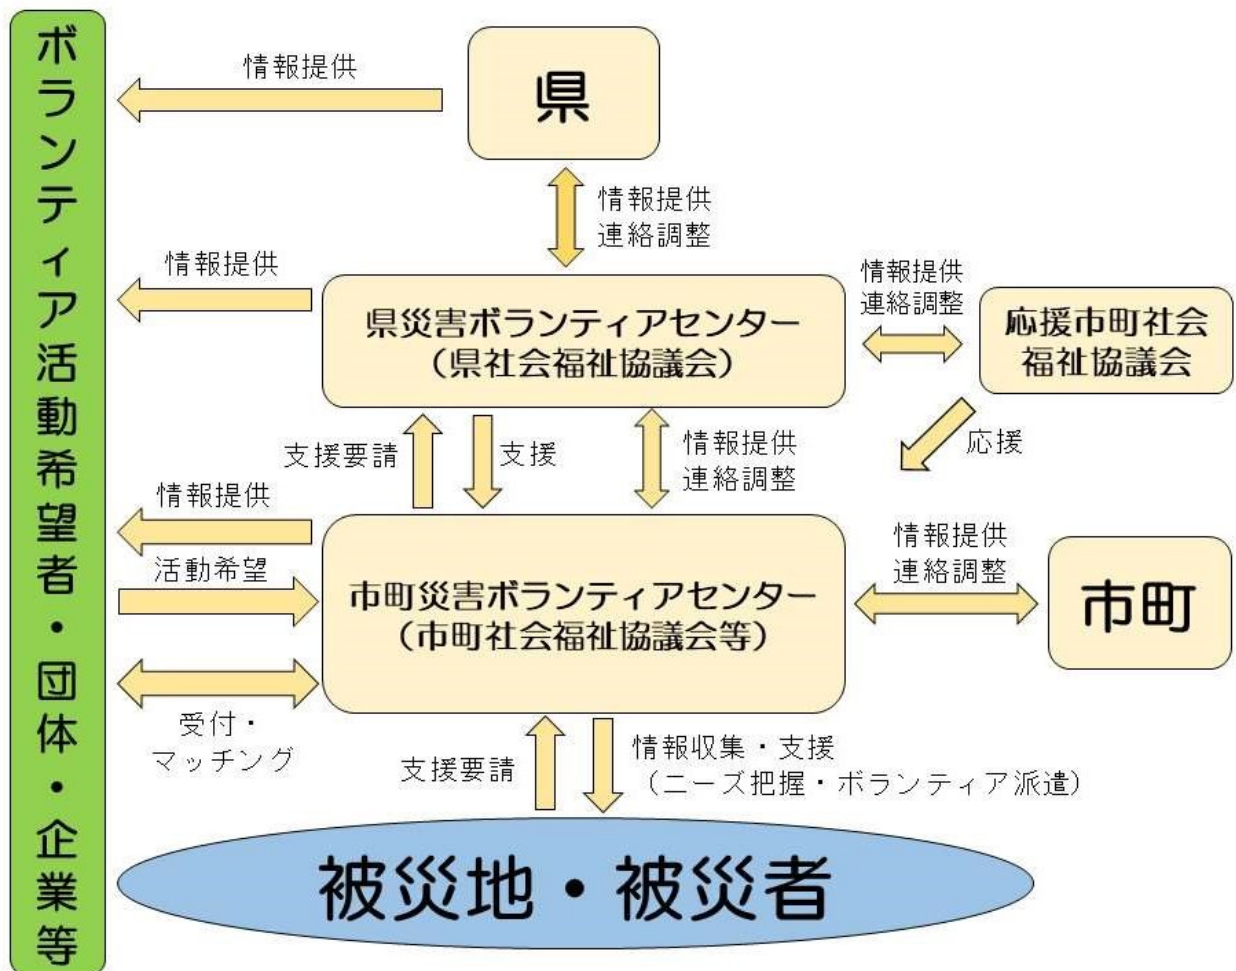 ボランティア活動希望者・団体・企業等
情報提供
県
情報提供
連絡調整
情報提供
県災害ボランティアセンター
（県社会福祉協議会）
情報提供
連絡調整
応援市町社会
福祉協議会
支援要請
支援
情報提供
連絡調整
応援
情報提供
活動希望
市町災害ボランティアセンター
（市町社会福祉協議会等）
情報提供
連絡調整
市町
受付・
マッチング
支援要請
情報収集・支援
（ニーズ把握・ボランティア派遣）
被災地・被災者